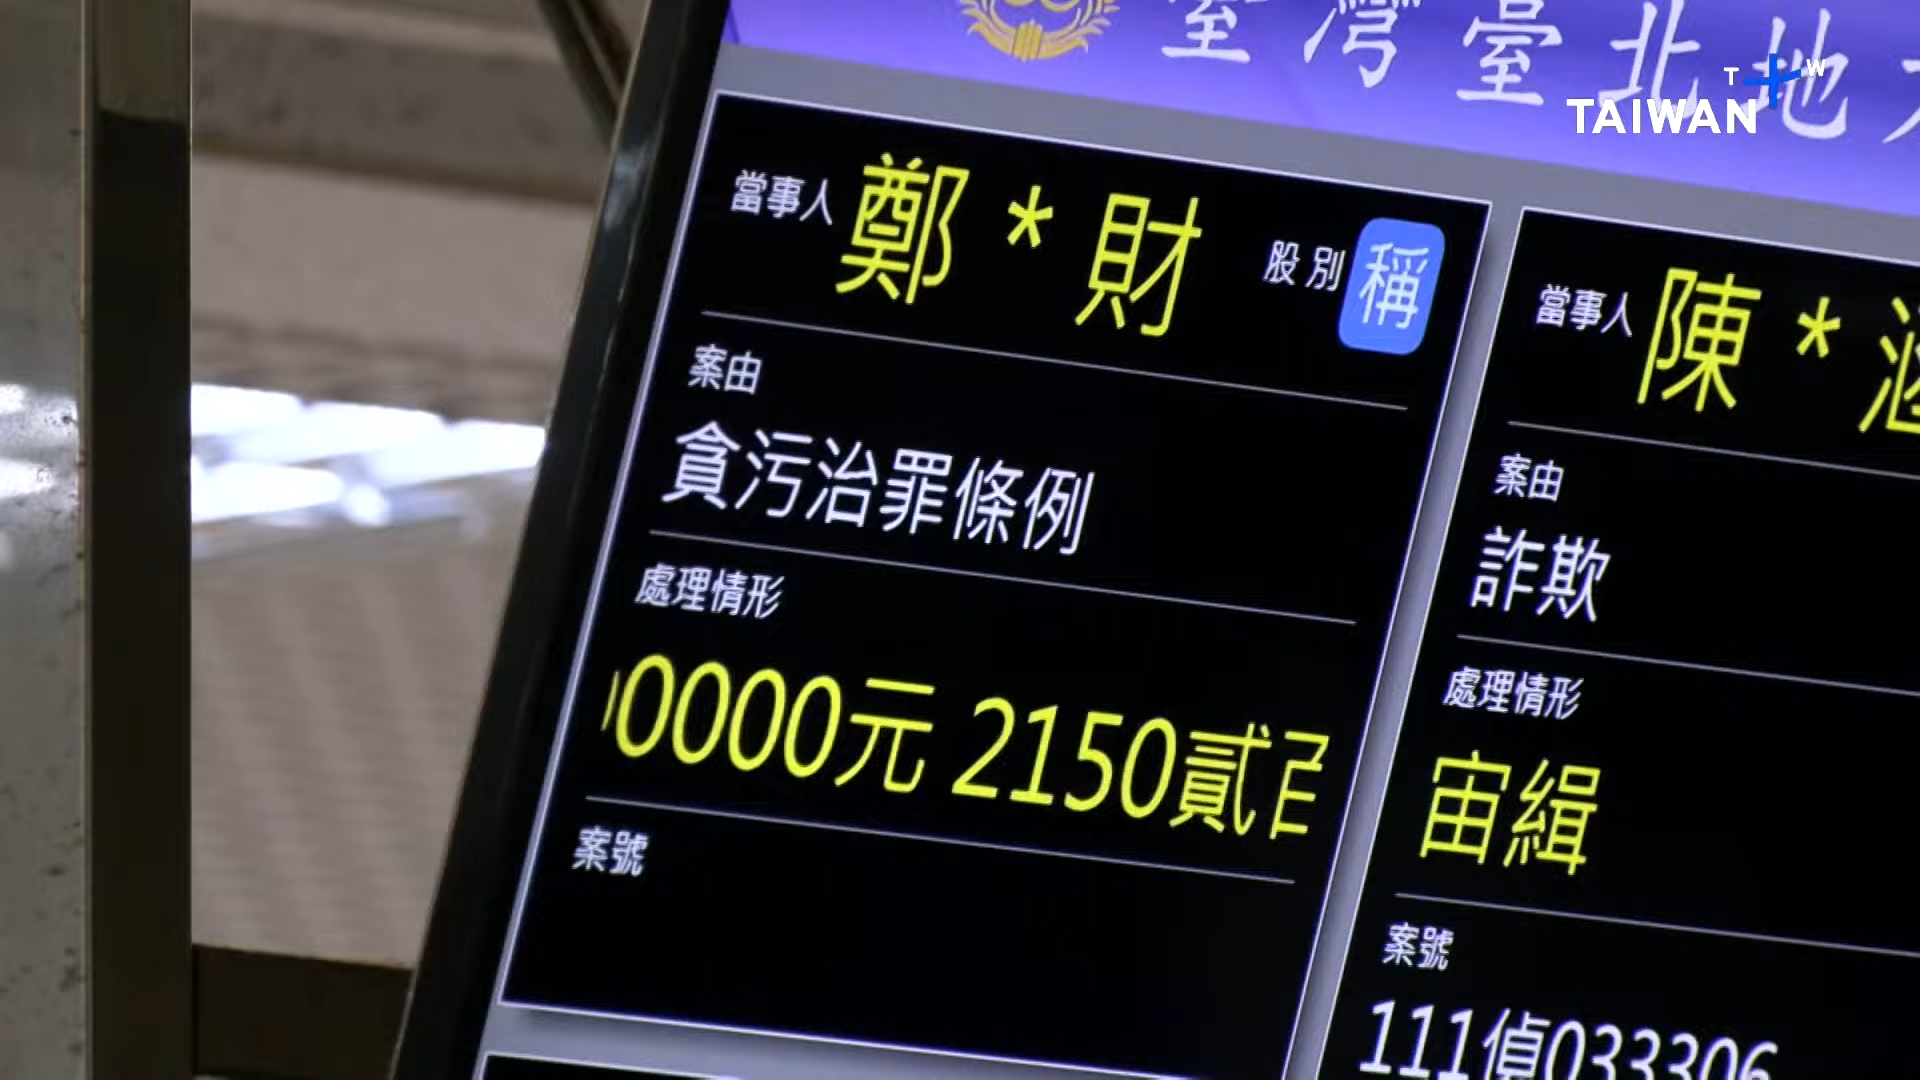 臺灣臺北地
T W
TAIWAN
當事人 鄭*財 股別 稱
案由
貪污治罪條例
處理情形
0000元 2150貳
案號
當事人 陳*涵
案由
詐欺
處理情形
宙緝
案號
111偵033306